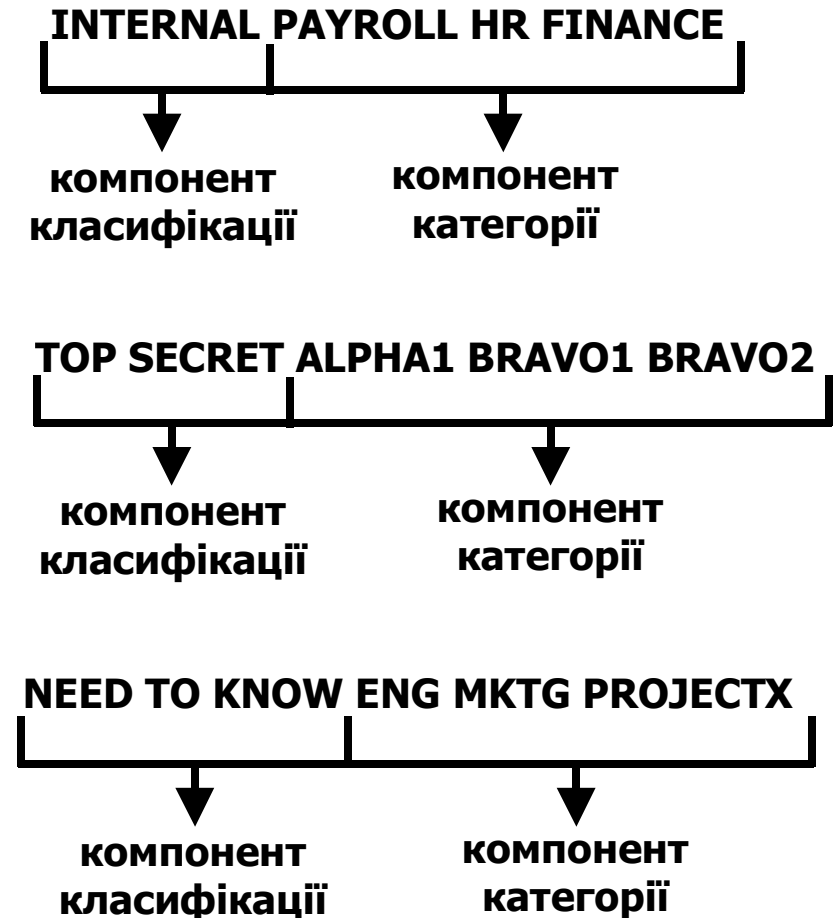 INTERNAL PAYROLL HR FINANCE
компонент
класифікації
компонент
категорії
TOP SECRET ALPHA1 BRAVO1 BRAVO2
компонент
класифікації
компонент
категорії
NEED TO KNOW ENG MKTG PROJECTX
компонент
класифікації
компонент
категорії